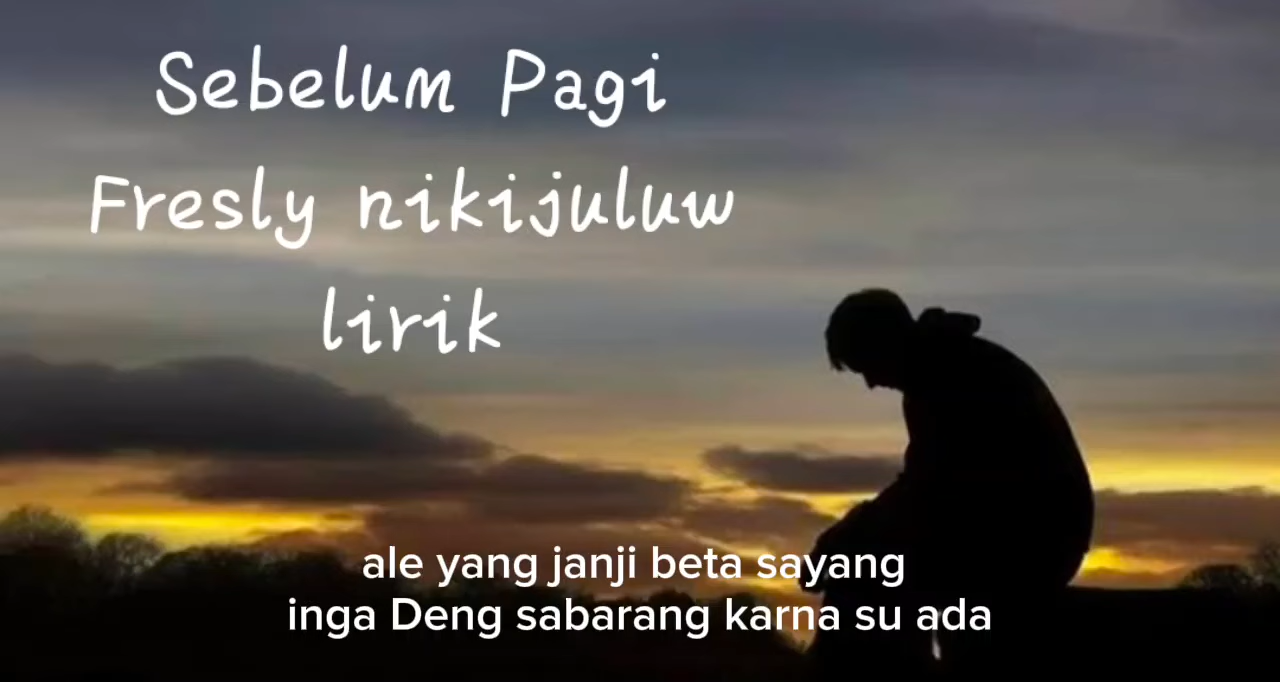 Sebelum Pagi
Fresly nikijuluw
lirik
ale yang janji beta sayang
inga Deng sabarang karna su ada